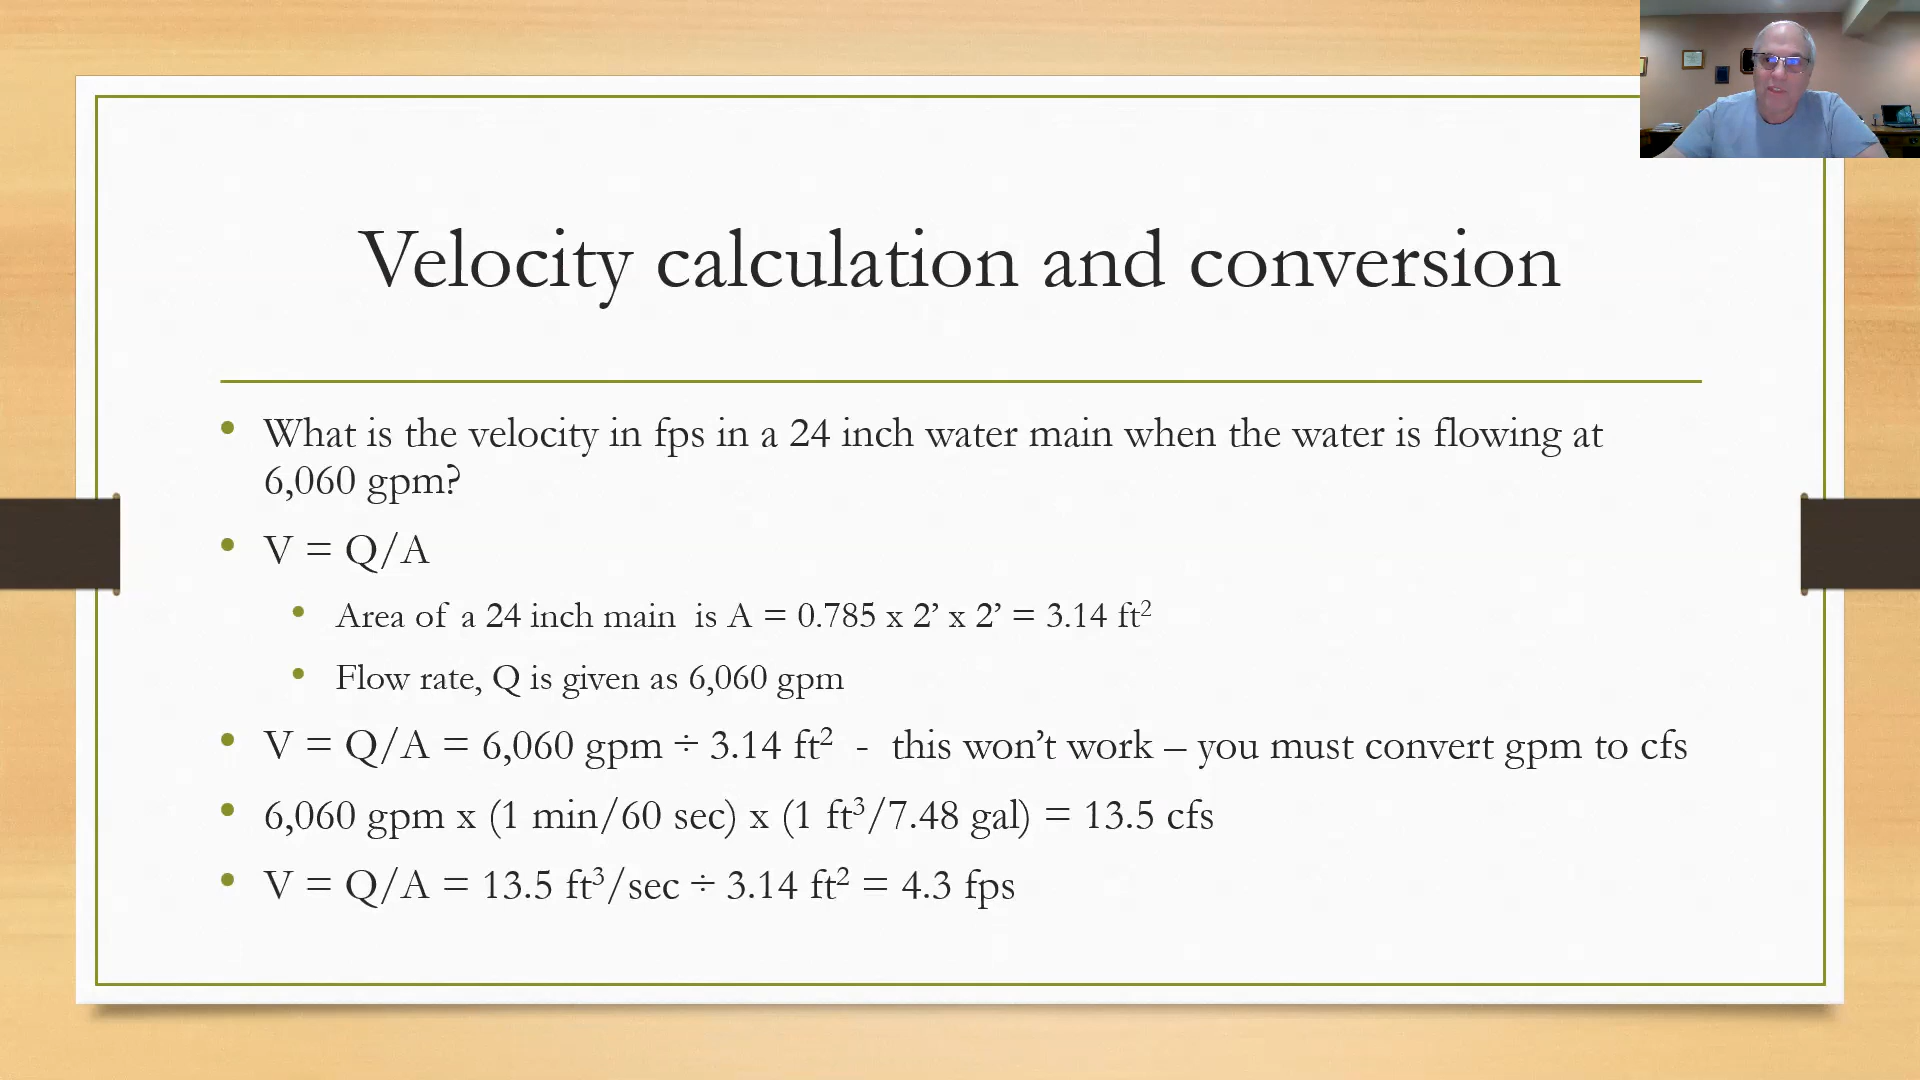 Velocity calculation and conversion
• What is the velocity in fps in a 24 inch water main when the water is flowing at
6,060 gpm?
• V = Q/A
• Area of a 24 inch main is A = 0.785 x 2’ x 2’ = 3.14 ft²
• Flow rate, Q is given as 6,060 gpm
• V = Q/A = 6,060 gpm ÷ 3.14 ft² - this won’t work – you must convert gpm to cfs
• 6,060 gpm x (1 min/60 sec) x (1 ft³/7.48 gal) = 13.5 cfs
• V = Q/A = 13.5 ft³/sec ÷ 3.14 ft² = 4.3 fps